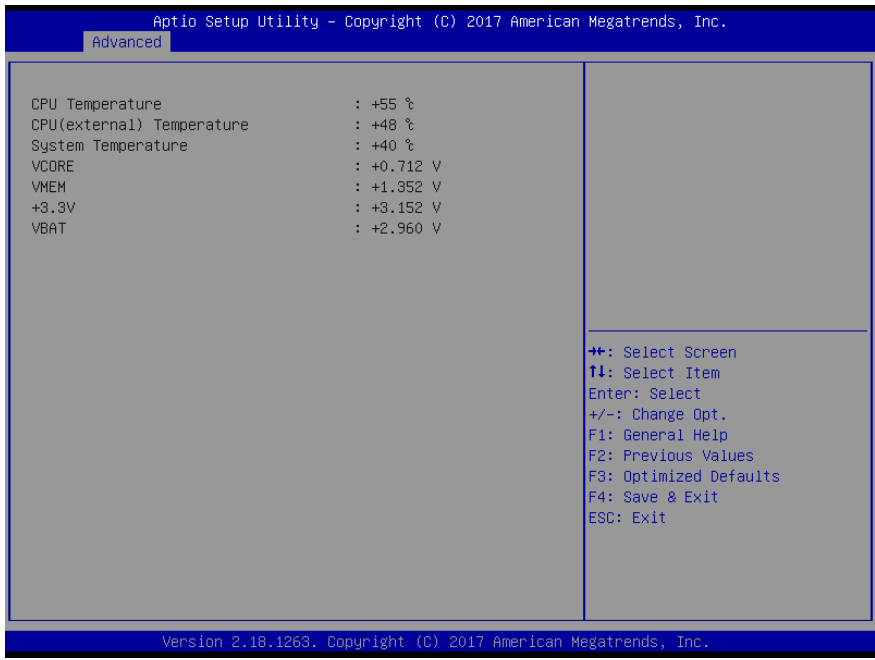 Aptio Setup Utility – Copyright (C) 2017 American Megatrends, Inc.
Advanced
CPU Temperature : +55 ℃
CPU(external) Temperature : +48 ℃
System Temperature : +40 ℃
VCORE : +0.712 V
VMEM : +1.352 V
+3.3V : +3.152 V
VBAT : +2.960 V
→←: Select Screen
↑↓: Select Item
Enter: Select
+/-: Change Opt.
F1: General Help
F2: Previous Values
F3: Optimized Defaults
F4: Save & Exit
ESC: Exit
Version 2.18.1263. Copyright (C) 2017 American Megatrends, Inc.